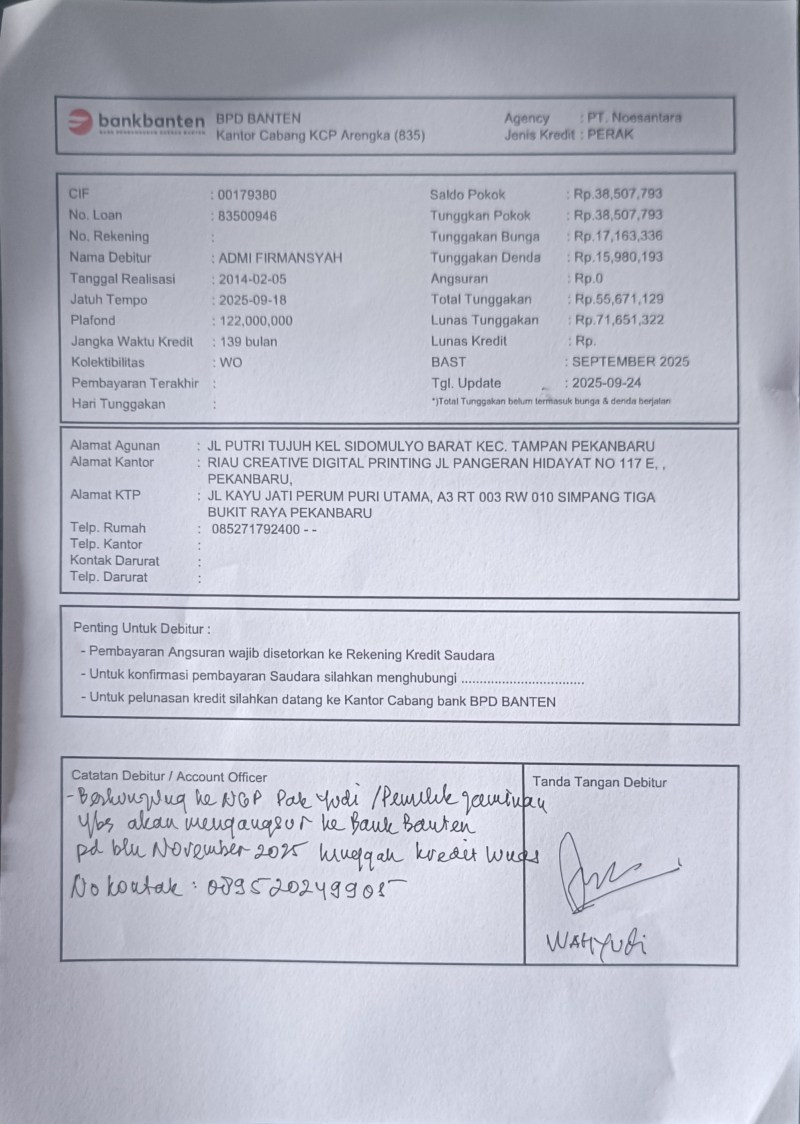 bankbanten
BPD BANTEN
Kantor Cabang KCP Arengka (835)
Agency : PT. Noesantara
Jenis Kredit : PERAK
CIF : 00179380
No. Loan : 83500946
No. Rekening :
Nama Debitur : ADMI FIRMANSYAH
Tanggal Realisasi : 2014-02-05
Jatuh Tempo : 2025-09-18
Plafond : 122,000,000
Jangka Waktu Kredit : 139 bulan
Kolektibilitas : WO
Pembayaran Terakhir :
Hari Tunggakan :
Saldo Pokok : Rp.38,507,793
Tunggkan Pokok : Rp.38,507,793
Tunggakan Bunga : Rp.17,163,336
Tunggakan Denda : Rp.15,980,193
Angsuran : Rp.0
Total Tunggakan : Rp.55,671,129
Lunas Tunggakan : Rp.71,651,322
Lunas Kredit : Rp.
BAST : SEPTEMBER 2025
Tgl. Update : 2025-09-24
*)Total Tunggakan belum termasuk bunga & denda berjalan
Alamat Agunan : JL PUTRI TUJUH KEL SIDOMULYO BARAT KEC. TAMPAN PEKANBARU
Alamat Kantor : RIAU CREATIVE DIGITAL PRINTING JL PANGERAN HIDAYAT NO 117 E, ,
PEKANBARU,
Alamat KTP : JL KAYU JATI PERUM PURI UTAMA, A3 RT 003 RW 010 SIMPANG TIGA
BUKIT RAYA PEKANBARU
Telp. Rumah : 085271792400 - -
Telp. Kantor :
Kontak Darurat :
Telp. Darurat :
Penting Untuk Debitur :
- Pembayaran Angsuran wajib disetorkan ke Rekening Kredit Saudara
- Untuk konfirmasi pembayaran Saudara silahkan menghubungi ................................
- Untuk pelunasan kredit silahkan datang ke Kantor Cabang bank BPD BANTEN
Catatan Debitur / Account Officer
- ke Pak Yudi / Pemilik jaminan
Ybs akan mengangsur ke Bank Banten
pd bln November 2025 hinggah kredit lunas
No kontak : 089520249905
Tanda Tangan Debitur
WAHYUDi